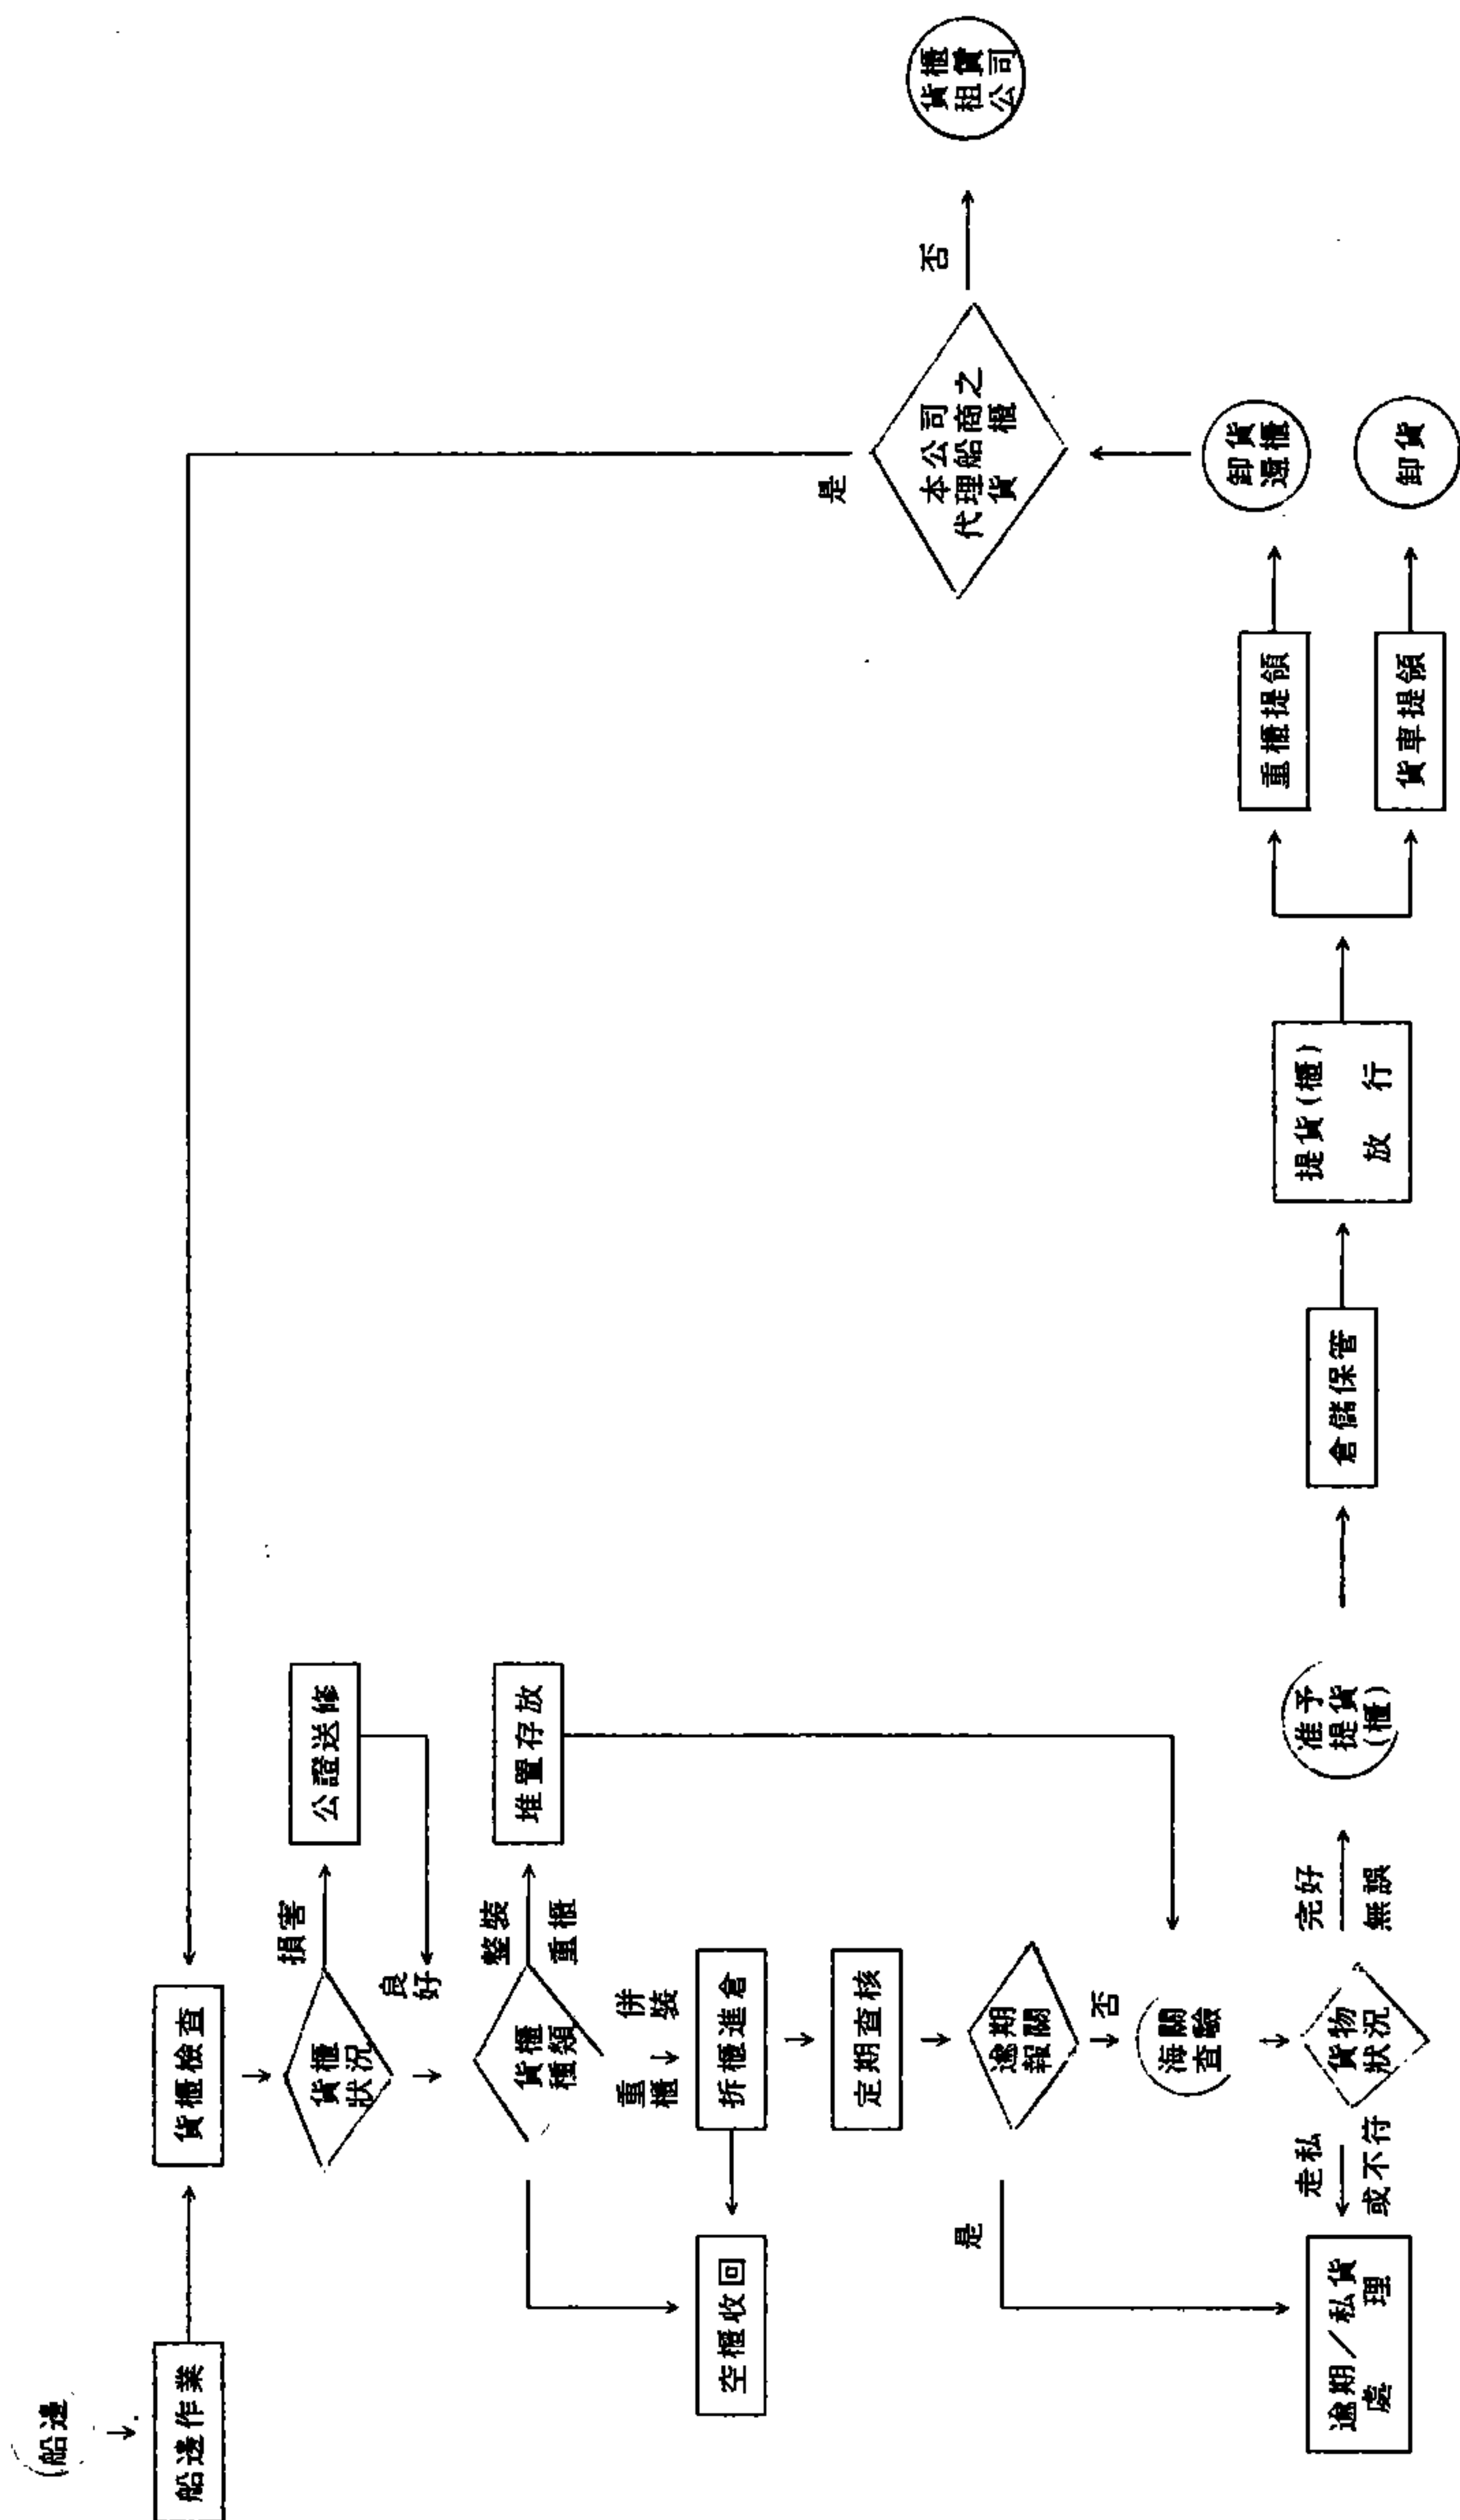 船邊
船邊作業
貨櫃檢查
貨櫃
狀況
損害
公證送修
良
好
貨櫃
種類
整裝
重櫃
堆置存放
重 併
櫃 裝
拆櫃進倉
空櫃收回
定期查核
逾期
報關
是
否
海關
查驗
貨物
狀況
走私
或不符
逾期／私貨
處 理
完好
無誤
准予
提貨
(櫃)
倉儲保管
提貨(櫃)
放 行
重櫃提領
貨車提領
卸貨
還櫃
卸貨
本公司
代理船商之
貨櫃
是
否
貨櫃
租賃
公司